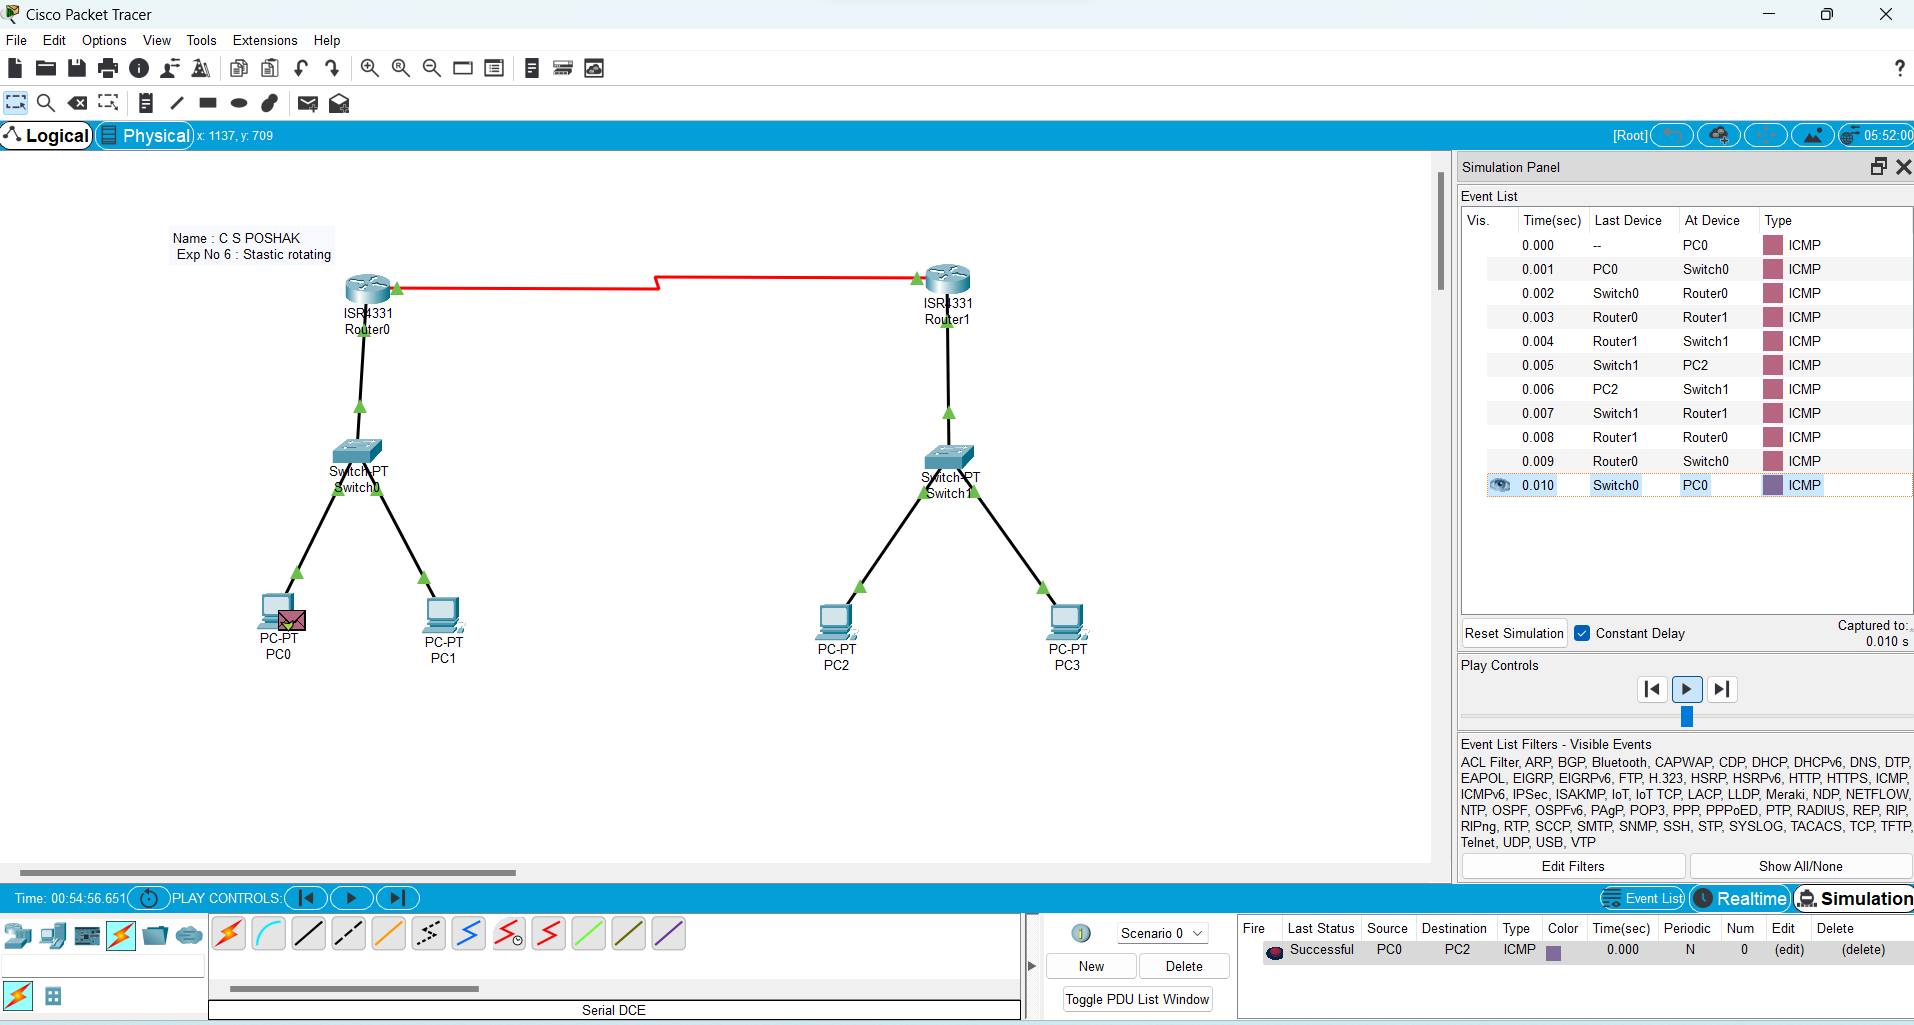 Cisco Packet Tracer
File Edit Options View Tools Extensions Help
Logical Physical x: 1137, y: 709 [Root] 05:52:00
Simulation Panel
Event List
Vis. Time(sec) Last Device At Device Type
0.000 -- PC0 ICMP
0.001 PC0 Switch0 ICMP
0.002 Switch0 Router0 ICMP
0.003 Router0 Router1 ICMP
0.004 Router1 Switch1 ICMP
0.005 Switch1 PC2 ICMP
0.006 PC2 Switch1 ICMP
0.007 Switch1 Router1 ICMP
0.008 Router1 Router0 ICMP
0.009 Router0 Switch0 ICMP
0.010 Switch0 PC0 ICMP
Name : C S POSHAK
Exp No 6 : Stastic rotating
ISR4331
Router0
ISR4331
Router1
Switch-PT
Switch0
Switch-PT
Switch1
PC-PT
PC0
PC-PT
PC1
PC-PT
PC2
PC-PT
PC3
Reset Simulation Constant Delay Captured to:
0.010 s
Play Controls
Event List Filters - Visible Events
ACL Filter, ARP, BGP, Bluetooth, CAPWAP, CDP, DHCP, DHCPv6, DNS, DTP,
EAPOL, EIGRP, EIGRPv6, FTP, H.323, HSRP, HSRPv6, HTTP, HTTPS, ICMP,
ICMPv6, IPSec, ISAKMP, IoT, IoT TCP, LACP, LLDP, Meraki, NDP, NETFLOW,
NTP, OSPF, OSPFv6, PAgP, POP3, PPP, PPPoED, PTP, RADIUS, REP, RIP,
RIPng, RTP, SCCP, SMTP, SNMP, SSH, STP, SYSLOG, TACACS, TCP, TFTP,
Telnet, UDP, USB, VTP
Edit Filters Show All/None
Time: 00:54:56.651 PLAY CONTROLS: Event List Realtime Simulation
Serial DCE
Scenario 0
New Delete
Toggle PDU List Window
Fire Last Status Source Destination Type Color Time(sec) Periodic Num Edit Delete
Successful PC0 PC2 ICMP 0.000 N 0 (edit) (delete)